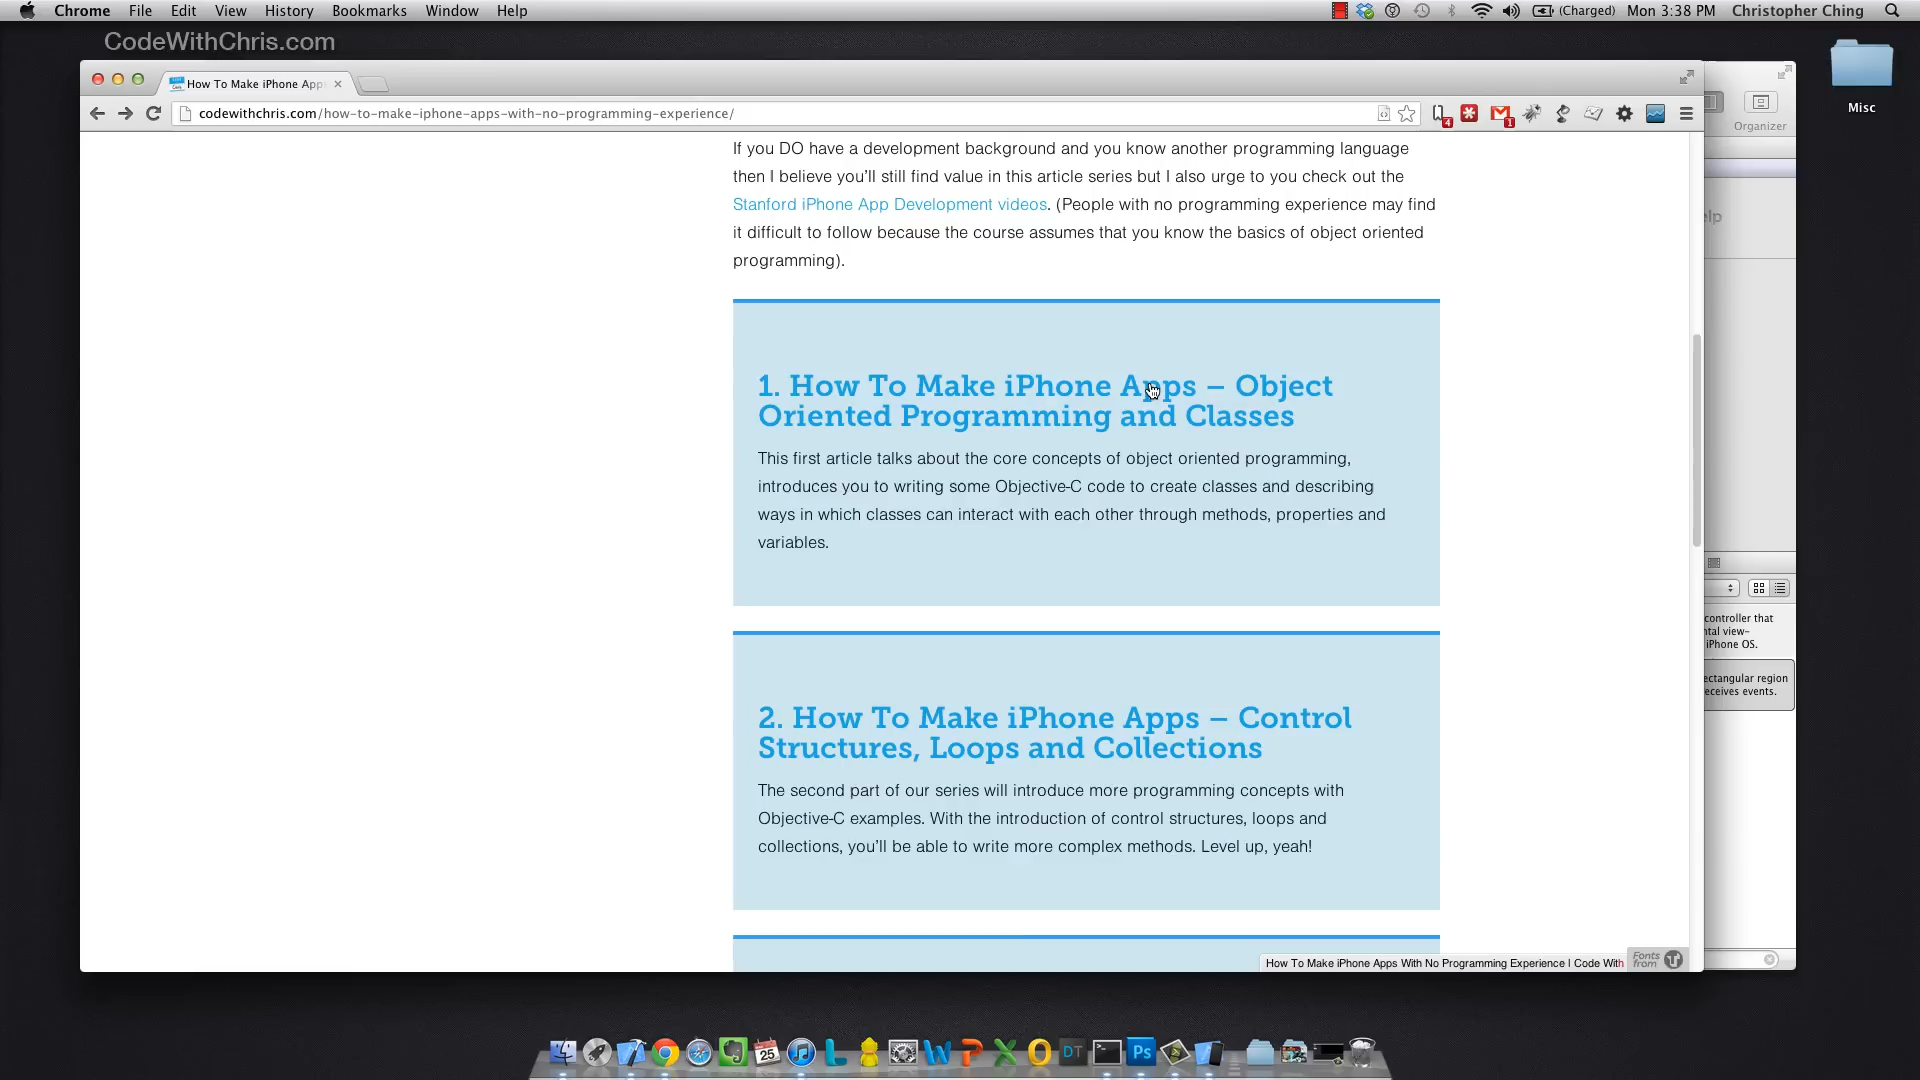 Chrome File Edit View History Bookmarks Window Help
(Charged) Mon 3:38 PM Christopher Ching
CodeWithChris.com
How To Make iPhone App
codewithchris.com/how-to-make-iphone-apps-with-no-programming-experience/
4
1
Organizer
Misc
If you DO have a development background and you know another programming language
then I believe you'll still find value in this article series but I also urge to you check out the
Stanford iPhone App Development videos. (People with no programming experience may find
it difficult to follow because the course assumes that you know the basics of object oriented
programming).
1. How To Make iPhone Apps – Object
Oriented Programming and Classes
This first article talks about the core concepts of object oriented programming,
introduces you to writing some Objective-C code to create classes and describing
ways in which classes can interact with each other through methods, properties and
variables.
2. How To Make iPhone Apps – Control
Structures, Loops and Collections
The second part of our series will introduce more programming concepts with
Objective-C examples. With the introduction of control structures, loops and
collections, you'll be able to write more complex methods. Level up, yeah!
controller that
ntal view-
iPhone OS.
ectangular region
eceives events.
How To Make iPhone Apps With No Programming Experience | Code With
Fonts
from
25
DT
Ps